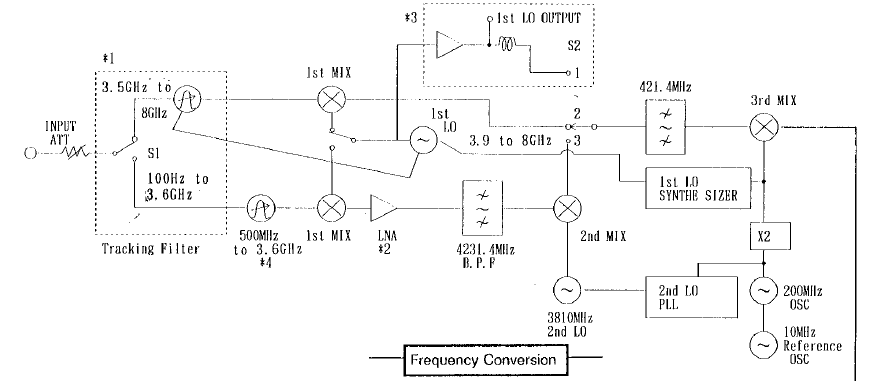 *3
1st LO OUTPUT
S2
1
*1
3.5GHz to
8GHz
1st MIX
1st
LO
2
3.9 to 8GHz
3
421.4MHz
3rd MIX
INPUT
ATT
S1
100Hz to
3.6GHz
1st LO
SYNTHE SIZER
Tracking Filter
500MHz
to 3.6GHz
*4
1st MIX
LNA
*2
4231.4MHz
B.P.F
2nd MIX
X2
2nd LO
PLL
200MHz
OSC
3810MHz
2nd LO
10MHz
Reference
OSC
Frequency Conversion